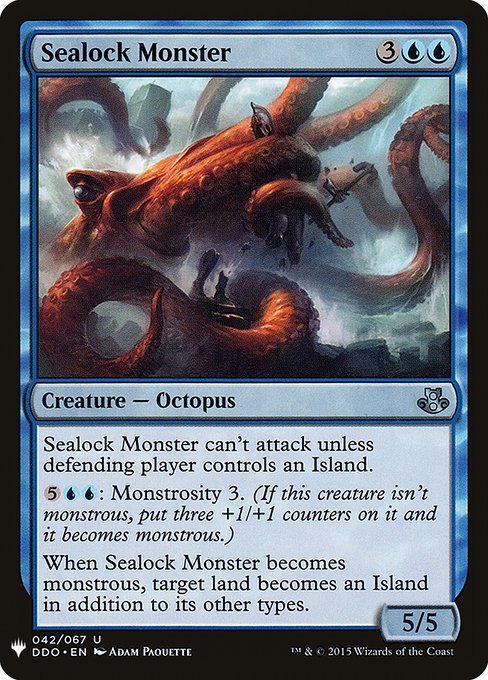 Sealock Monster 3
Creature — Octopus
Sealock Monster can't attack unless
defending player controls an Island.
5: Monstrosity 3. (If this creature isn't
monstrous, put three +1/+1 counters on it and
it becomes monstrous.)
When Sealock Monster becomes
monstrous, target land becomes an Island
in addition to its other types.
5/5
042/067 U
DDO • EN Adam Paquette
™ & © 2015 Wizards of the Coast